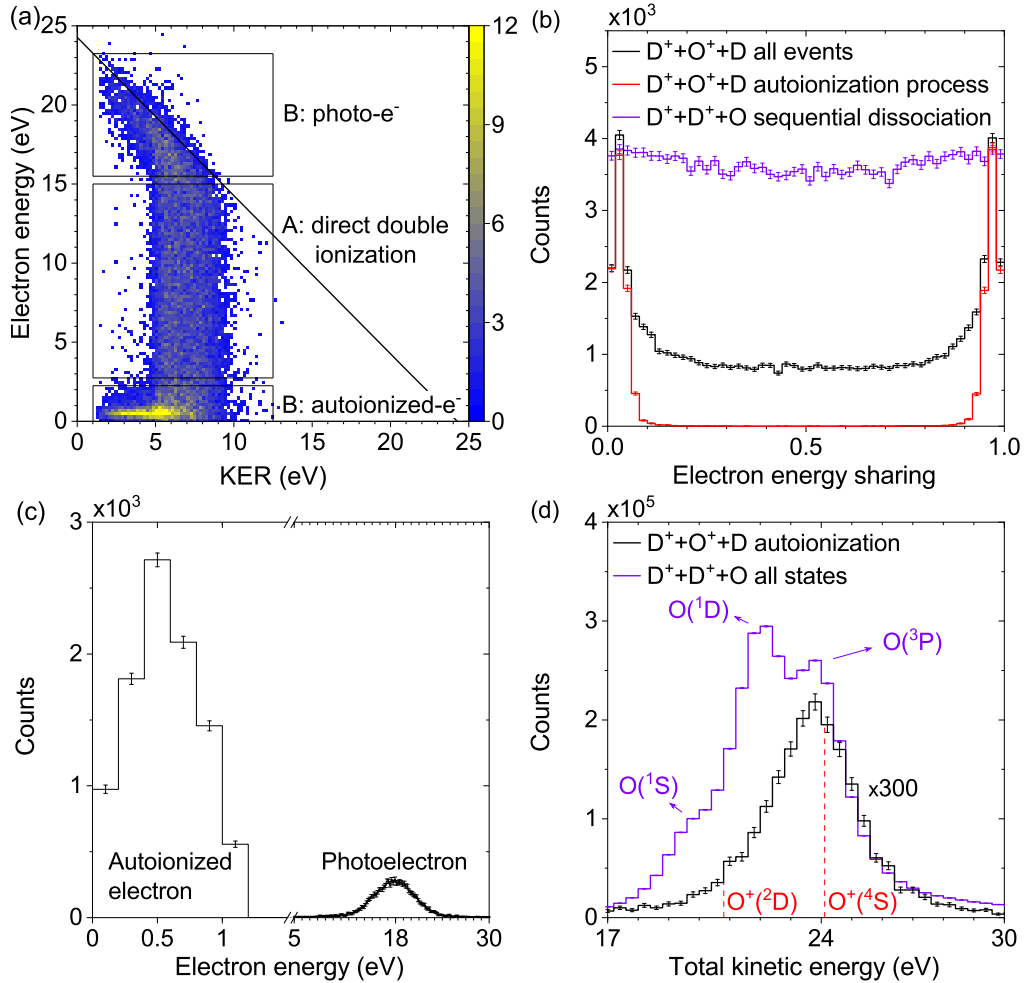 (a)
25
20
15
10
5
0
Electron energy (eV)
0 5 10 15 20 25
KER (eV)
B: photo-e⁻
A: direct double
ionization
B: autoionized-e⁻
12
9
6
3
0
(b)
x10³
5
4
3
2
1
0
Counts
D⁺+O⁺+D all events
D⁺+O⁺+D autoionization process
D⁺+D⁺+O sequential dissociation
0.0 0.5 1.0
Electron energy sharing
(c)
x10³
3
2
1
0
Counts
Autoionized
electron
Photoelectron
0 0.5 1 5 18 30
Electron energy (eV)
(d)
x10⁵
4
3
2
1
0
Counts
D⁺+O⁺+D autoionization
D⁺+D⁺+O all states
O(¹D)
O(³P)
O(¹S)
x300
O⁺(²D)
O⁺(⁴S)
17 24 30
Total kinetic energy (eV)